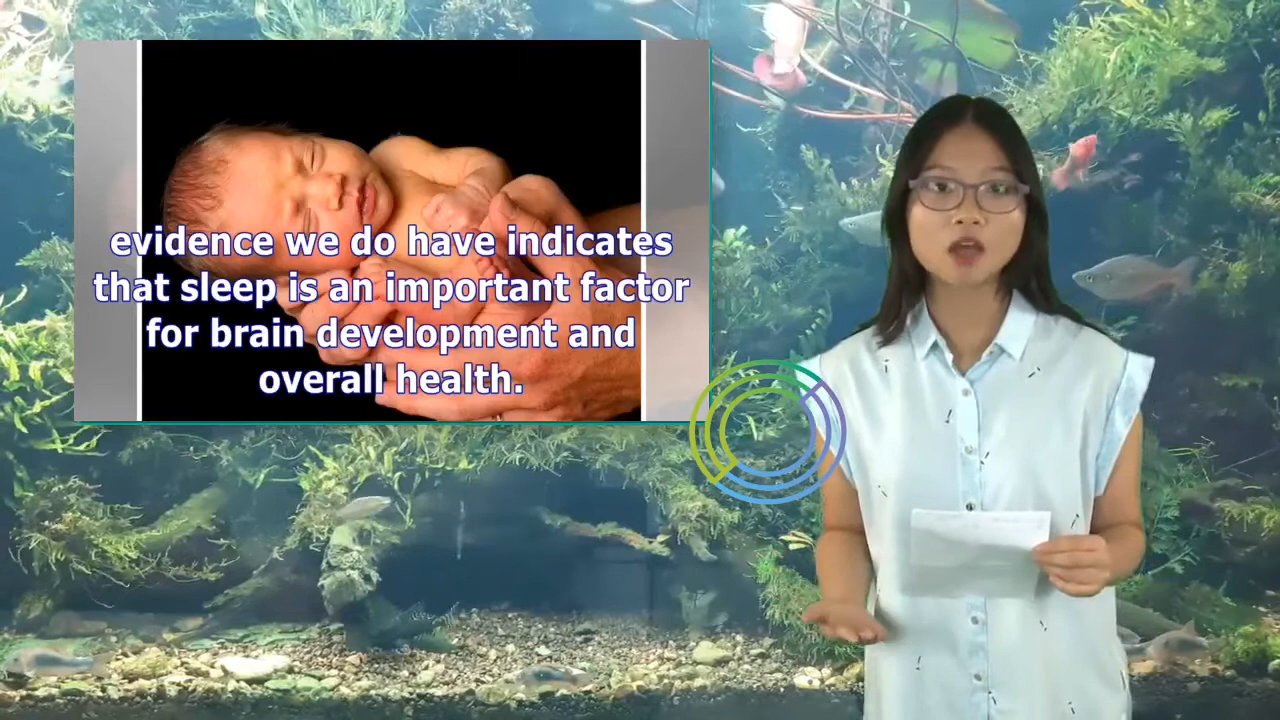 evidence we do have indicates
that sleep is an important factor
for brain development and
overall health.